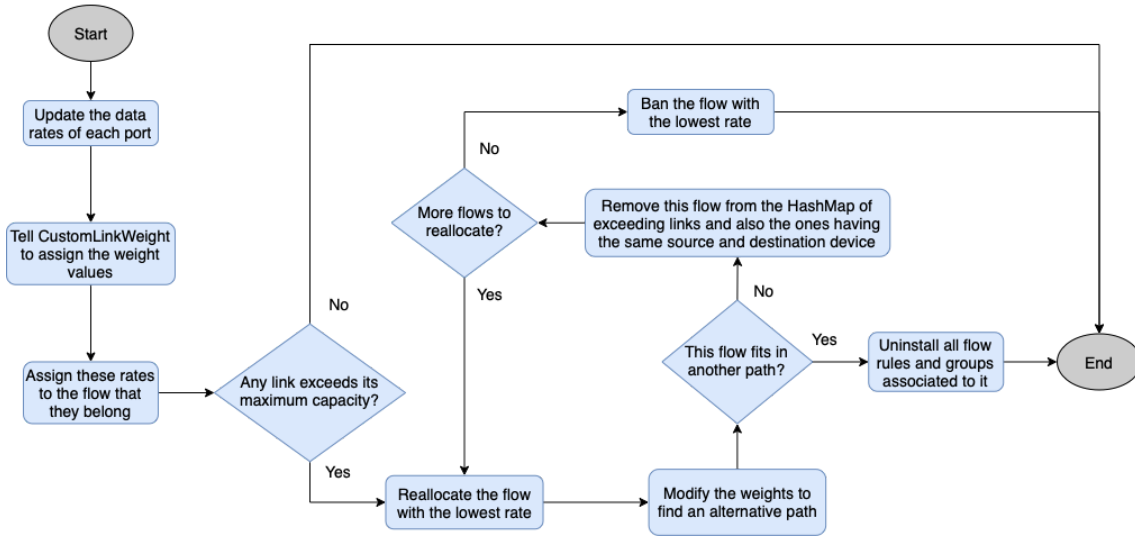 Start
Update the data
rates of each port
Tell CustomLinkWeight
to assign the weight
values
Assign these rates
to the flow that
they belong
Any link exceeds its
maximum capacity?
No
Yes
Reallocate the flow
with the lowest rate
Modify the weights to
find an alternative path
This flow fits in
another path?
No
Yes
Remove this flow from the HashMap of
exceeding links and also the ones having
the same source and destination device
More flows to
reallocate?
No
Yes
Ban the flow with
the lowest rate
Uninstall all flow
rules and groups
associated to it
End